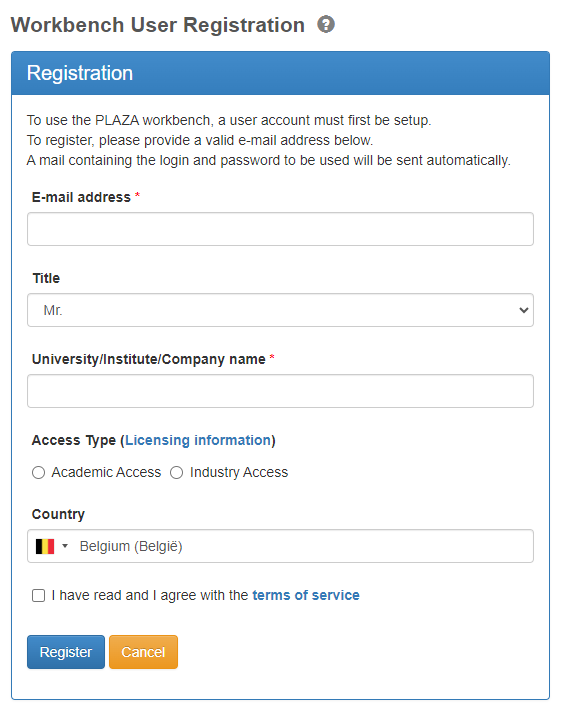 Workbench User Registration ?
Registration
To use the PLAZA workbench, a user account must first be setup.
To register, please provide a valid e-mail address below.
A mail containing the login and password to be used will be sent automatically.
E-mail address *
Title
Mr.
University/Institute/Company name *
Access Type (Licensing information)
Academic Access Industry Access
Country
Belgium (België)
I have read and I agree with the terms of service
Register Cancel